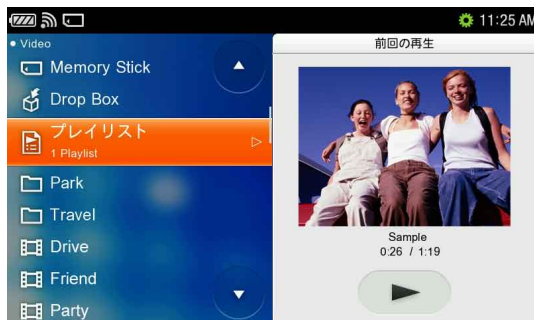 11:25 AM
Video
Memory Stick
Drop Box
プレイリスト
1 Playlist
Park
Travel
Drive
Friend
Party
前回の再生
Sample
0:26 / 1:19